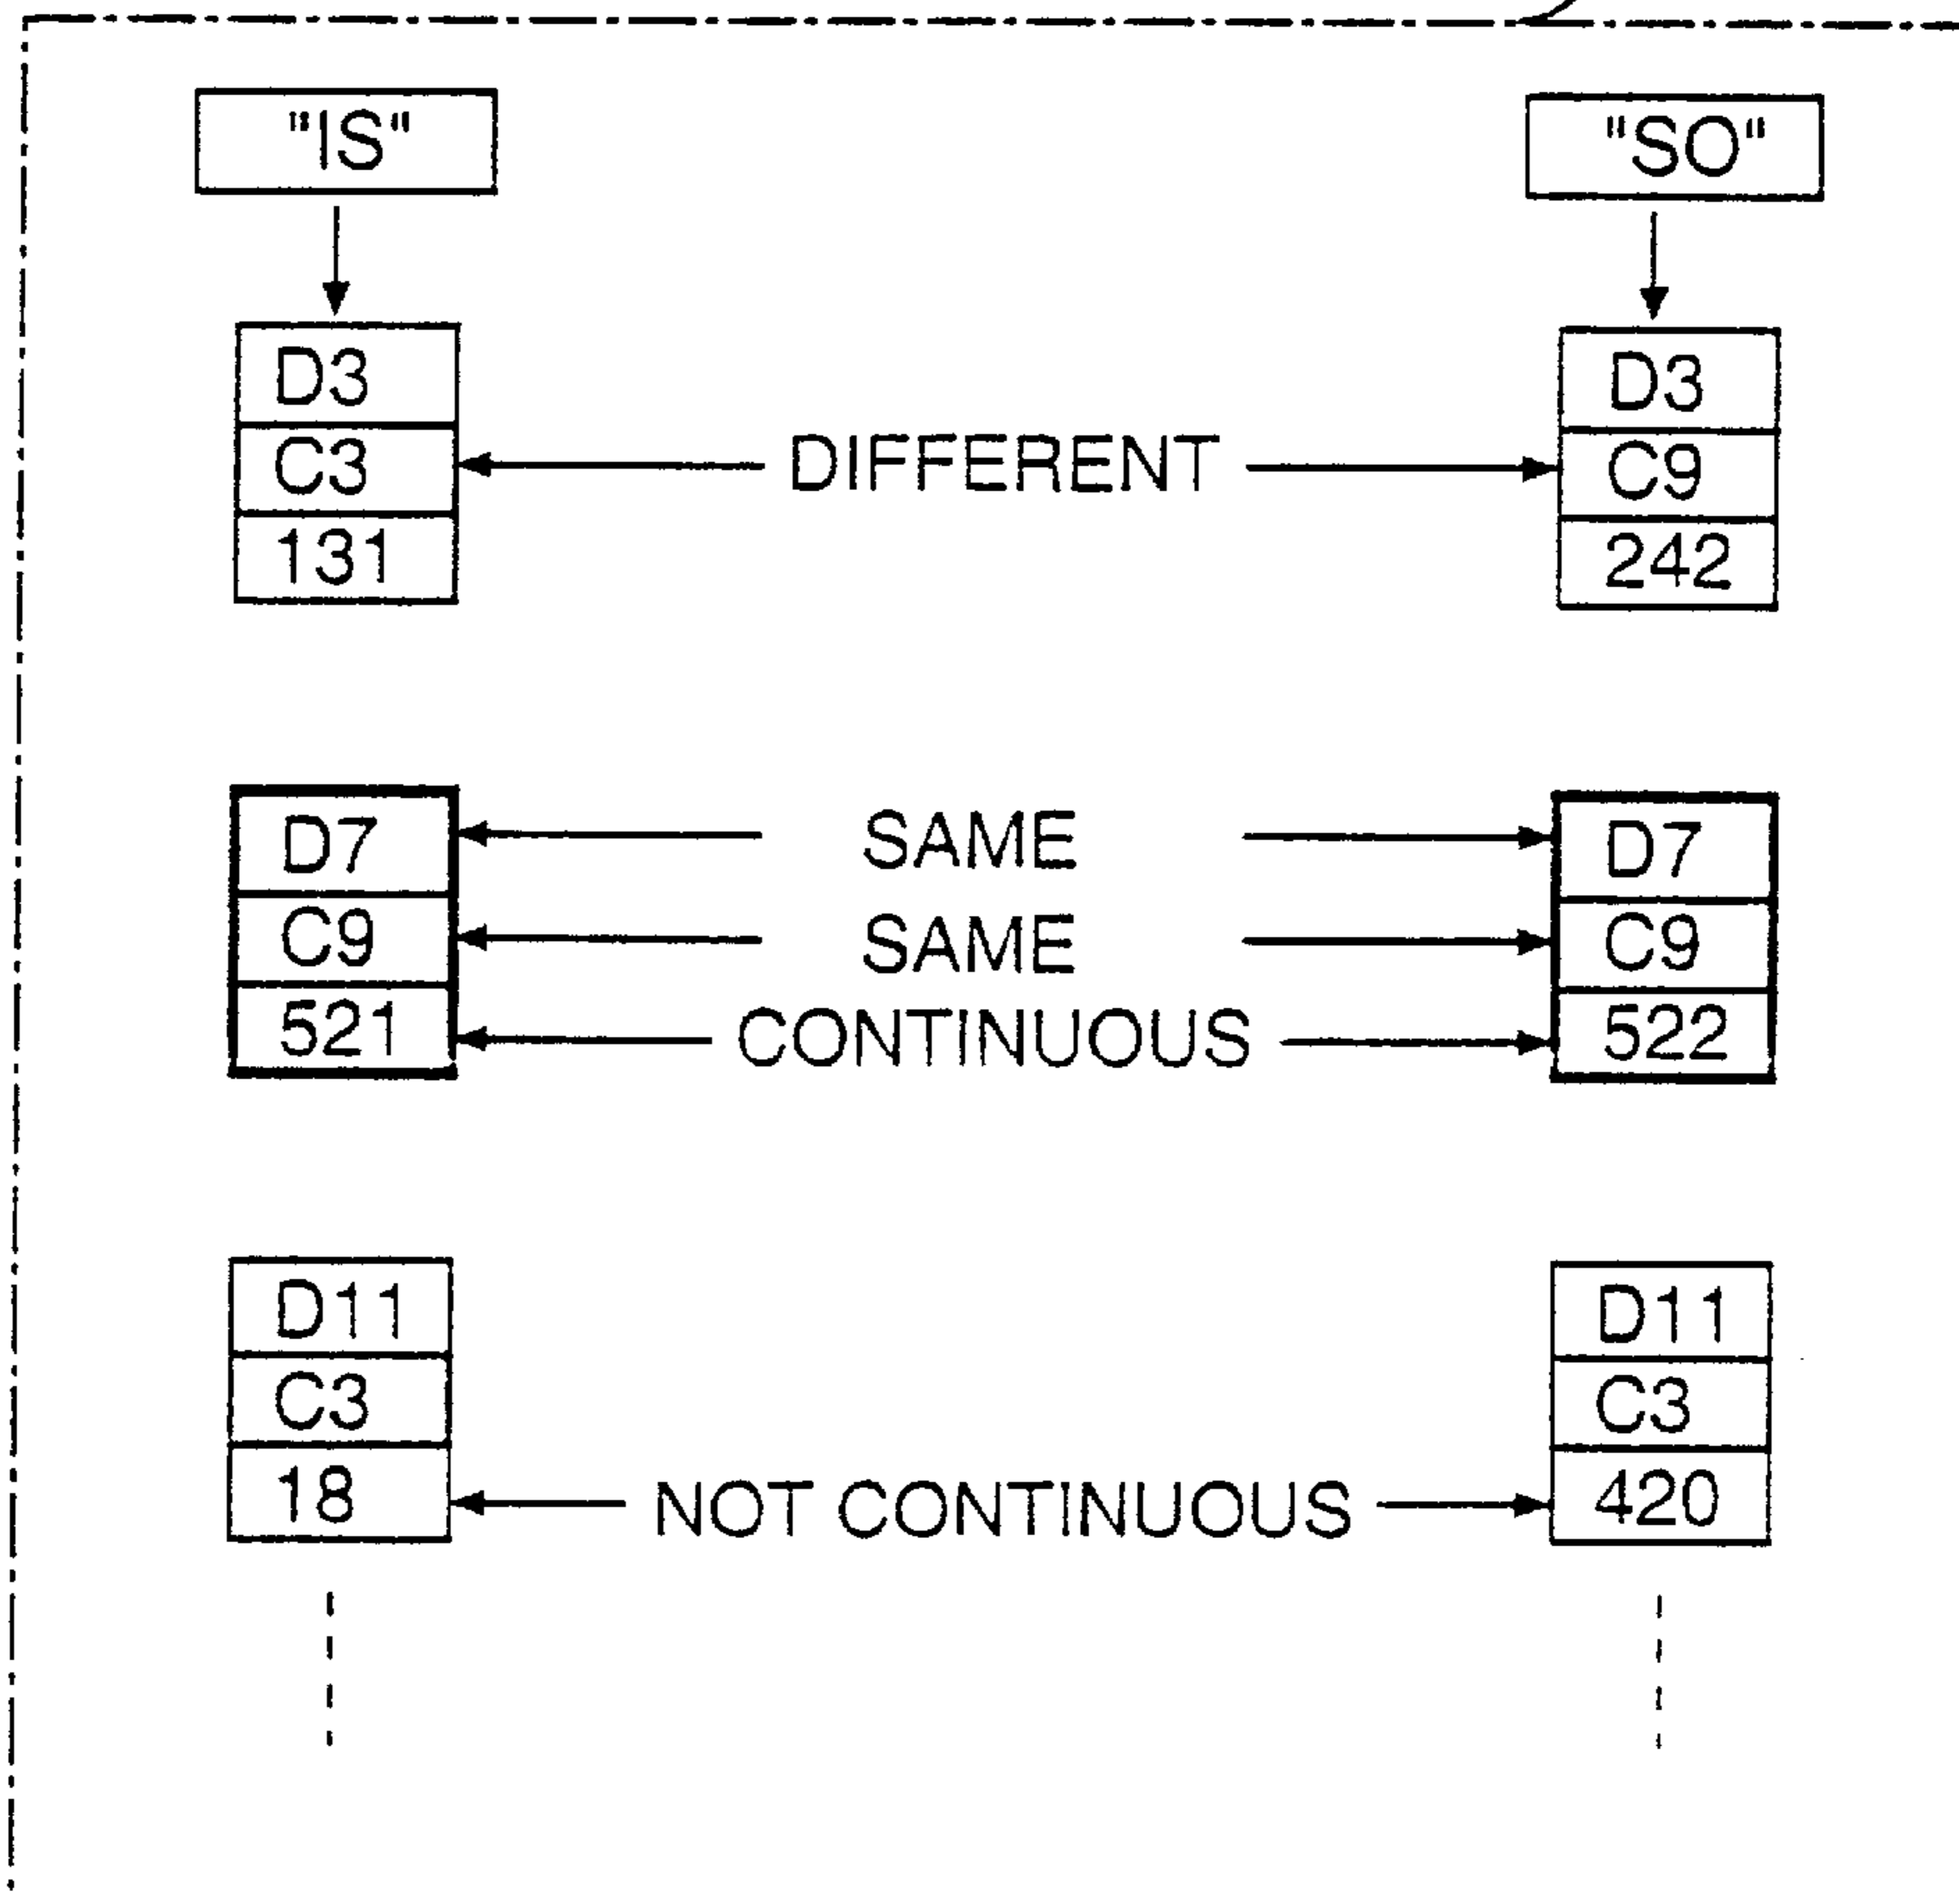 "IS" "SO"
D3 D3
C3 DIFFERENT C9
131 242
D7 SAME D7
C9 SAME C9
521 CONTINUOUS 522
D11 D11
C3 C3
18 NOT CONTINUOUS 420